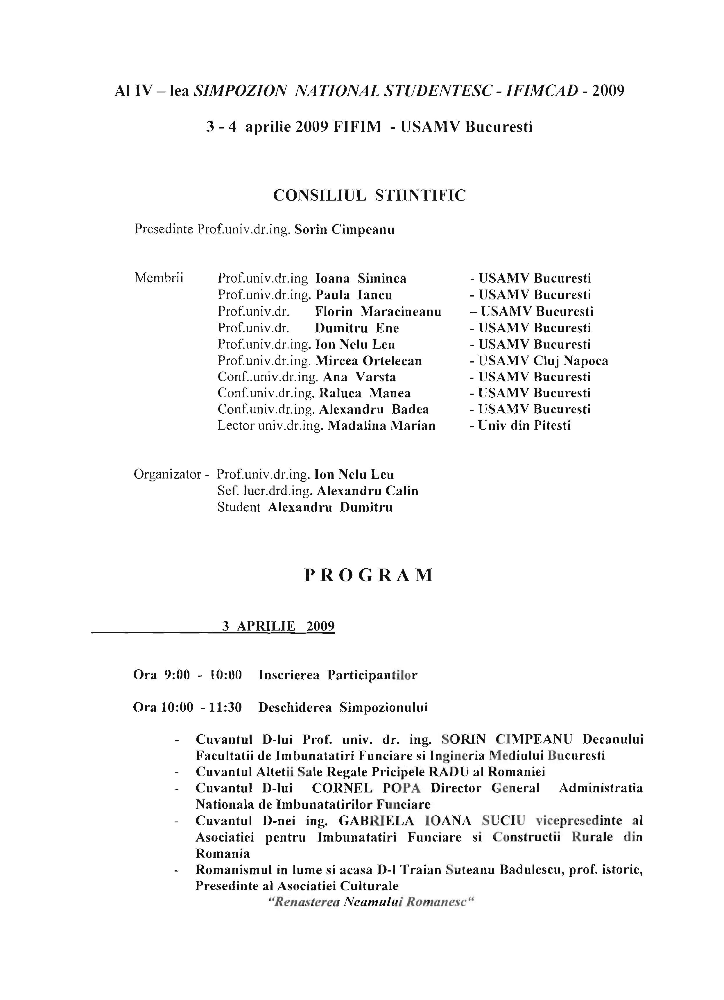 Al IV – lea SIMPOZION NATIONAL STUDENTESC - IFIMCAD - 2009
3 - 4 aprilie 2009 FIFIM - USAMV Bucuresti
CONSILIUL STIINTIFIC
Presedinte Prof.univ.dr.ing. Sorin Cimpeanu
Membrii Prof.univ.dr.ing Ioana Siminea - USAMV Bucuresti
Prof.univ.dr.ing. Paula Iancu - USAMV Bucuresti
Prof.univ.dr. Florin Maracineanu – USAMV Bucuresti
Prof.univ.dr. Dumitru Ene - USAMV Bucuresti
Prof.univ.dr.ing. Ion Nelu Leu - USAMV Bucuresti
Prof.univ.dr.ing. Mircea Ortelecan - USAMV Cluj Napoca
Conf..univ.dr.ing. Ana Varsta - USAMV Bucuresti
Conf.univ.dr.ing. Raluca Manea - USAMV Bucuresti
Conf.univ.dr.ing. Alexandru Badea - USAMV Bucuresti
Lector univ.dr.ing. Madalina Marian - Univ din Pitesti
Organizator - Prof.univ.dr.ing. Ion Nelu Leu
Sef. lucr.drd.ing. Alexandru Calin
Student Alexandru Dumitru
P R O G R A M
3 APRILIE 2009
Ora 9:00 - 10:00 Inscrierea Participantilor
Ora 10:00 - 11:30 Deschiderea Simpozionului
- Cuvantul D-lui Prof. univ. dr. ing. SORIN CIMPEANU Decanului
Facultatii de Imbunatatiri Funciare si Ingineria Mediului Bucuresti
- Cuvantul Altetii Sale Regale Pricipele RADU al Romaniei
- Cuvantul D-lui CORNEL POPA Director General Administratia
Nationala de Imbunatatirilor Funciare
- Cuvantul D-nei ing. GABRIELA IOANA SUCIU vicepresedinte al
Asociatiei pentru Imbunatatiri Funciare si Constructii Rurale din
Romania
- Romanismul in lume si acasa D-l Traian Suteanu Badulescu, prof. istorie,
Presedinte al Asociatiei Culturale
“Renasterea Neamului Romanesc“